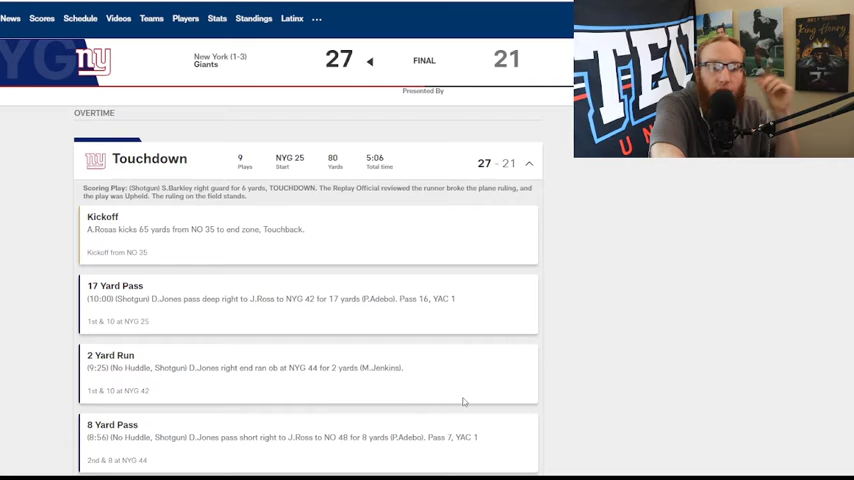 News Scores Schedule Videos Teams Players Stats Standings Latinx ...
NYG ny
New York (1-3)
Giants
27 FINAL 21
Presented By
OVERTIME
ny Touchdown 9 NYG 25 80 5:06 27 - 21
Plays Start Yards Total time
Scoring Play: (Shotgun) S.Barkley right guard for 6 yards, TOUCHDOWN. The Replay Official reviewed the runner broke the plane ruling, and
the play was Upheld. The ruling on the field stands.
Kickoff
A.Rosas kicks 65 yards from NO 35 to end zone, Touchback.
Kickoff from NO 35
17 Yard Pass
(10:00) (Shotgun) D.Jones pass deep right to J.Ross to NYG 42 for 17 yards (P.Adebo). Pass 16, YAC 1
1st & 10 at NYG 25
2 Yard Run
(9:25) (No Huddle, Shotgun) D.Jones right end ran ob at NYG 44 for 2 yards (M.Jenkins).
1st & 10 at NYG 42
8 Yard Pass
(8:56) (No Huddle, Shotgun) D.Jones pass short right to J.Ross to NO 48 for 8 yards (P.Adebo). Pass 7, YAC 1
2nd & 8 at NYG 44
King Henry